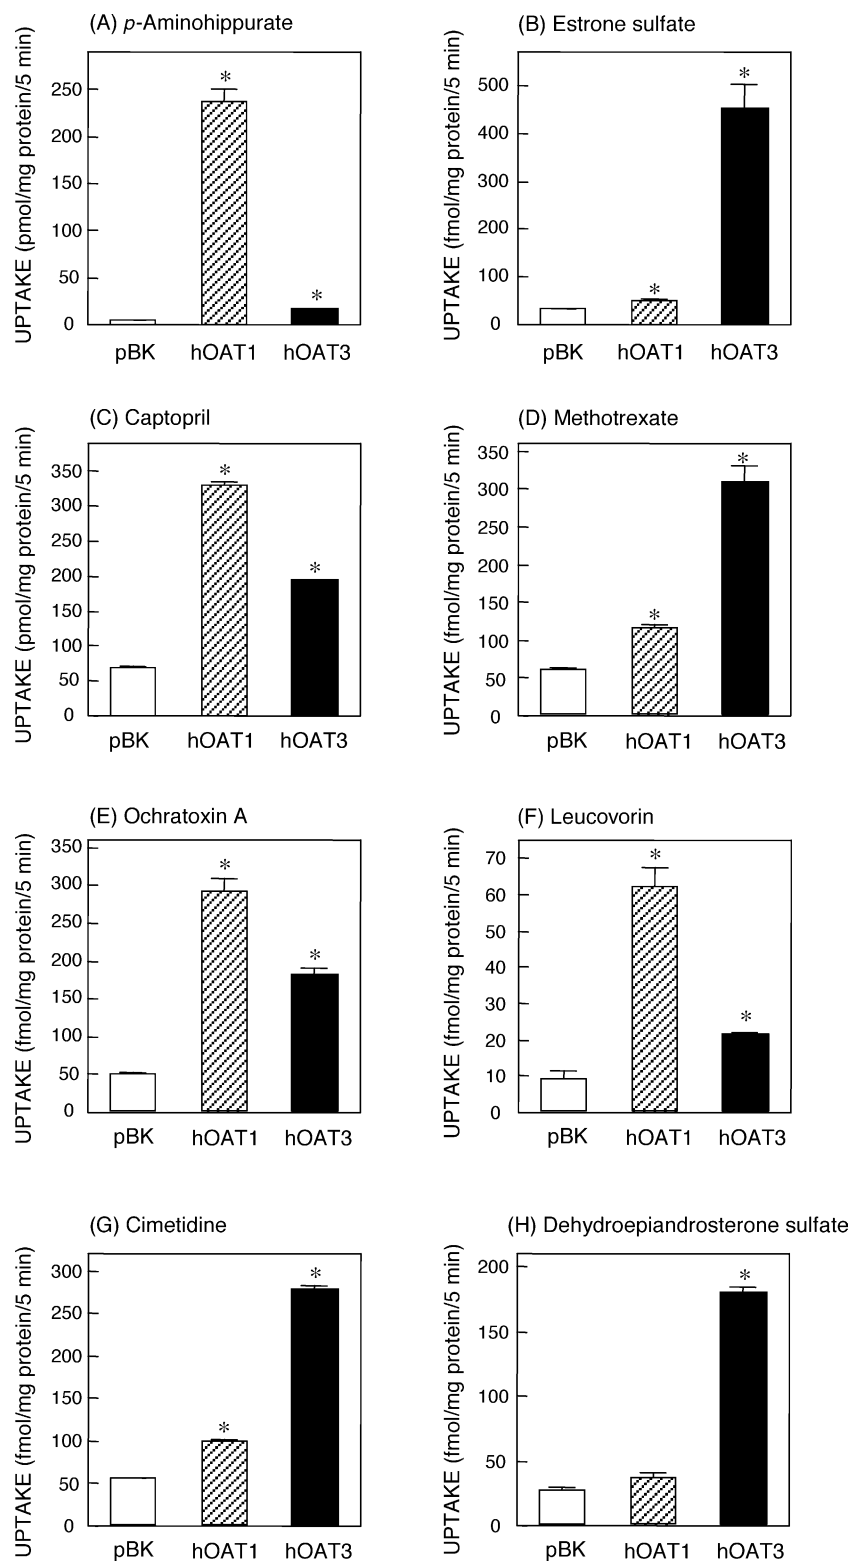 (A) p-Aminohippurate
UPTAKE (pmol/mg protein/5 min)
250
200
150
100
50
0
*
*
pBK hOAT1 hOAT3
(B) Estrone sulfate
UPTAKE (fmol/mg protein/5 min)
500
400
300
200
100
0
*
*
pBK hOAT1 hOAT3
(C) Captopril
UPTAKE (pmol/mg protein/5 min)
350
300
250
200
150
100
50
0
*
*
pBK hOAT1 hOAT3
(D) Methotrexate
UPTAKE (fmol/mg protein/5 min)
350
300
250
200
150
100
50
0
*
*
pBK hOAT1 hOAT3
(E) Ochratoxin A
UPTAKE (fmol/mg protein/5 min)
350
300
250
200
150
100
50
0
*
*
pBK hOAT1 hOAT3
(F) Leucovorin
UPTAKE (fmol/mg protein/5 min)
70
60
50
40
30
20
10
0
*
*
pBK hOAT1 hOAT3
(G) Cimetidine
UPTAKE (fmol/mg protein/5 min)
300
250
200
150
100
50
0
*
*
pBK hOAT1 hOAT3
(H) Dehydroepiandrosterone sulfate
UPTAKE (fmol/mg protein/5 min)
200
150
100
50
0
*
pBK hOAT1 hOAT3